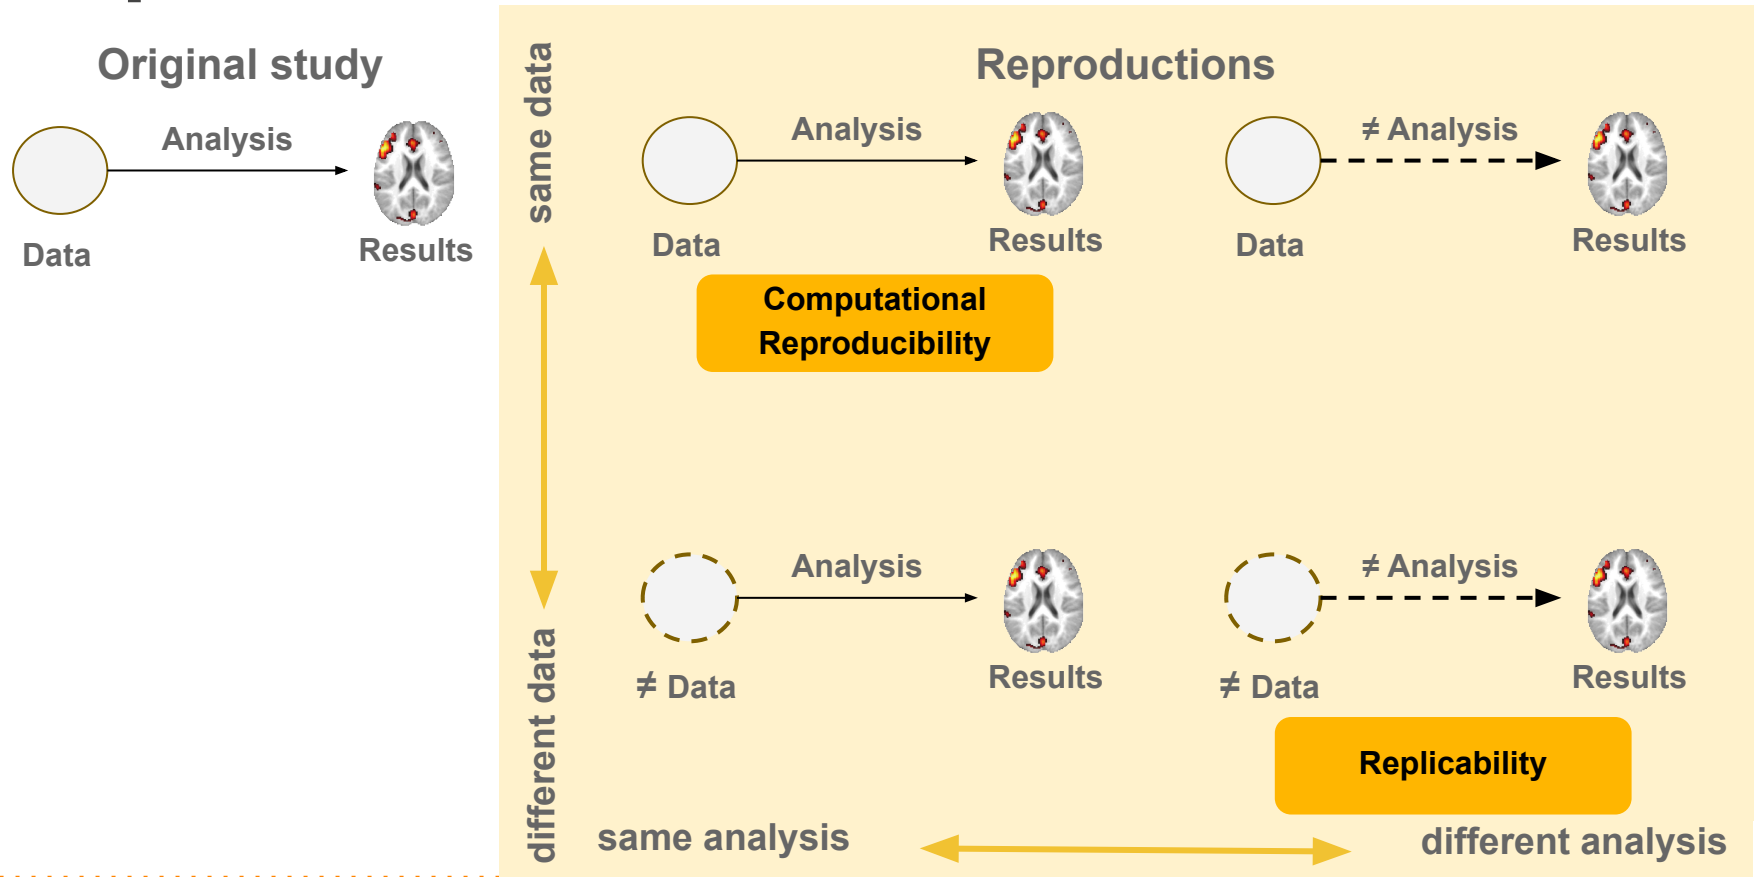 Original study
Analysis
Data
Results
same data
different data
Reproductions
Analysis
Data
Results
Computational
Reproducibility
≠ Analysis
Data
Results
Analysis
≠ Data
Results
≠ Analysis
≠ Data
Results
Replicability
same analysis
different analysis